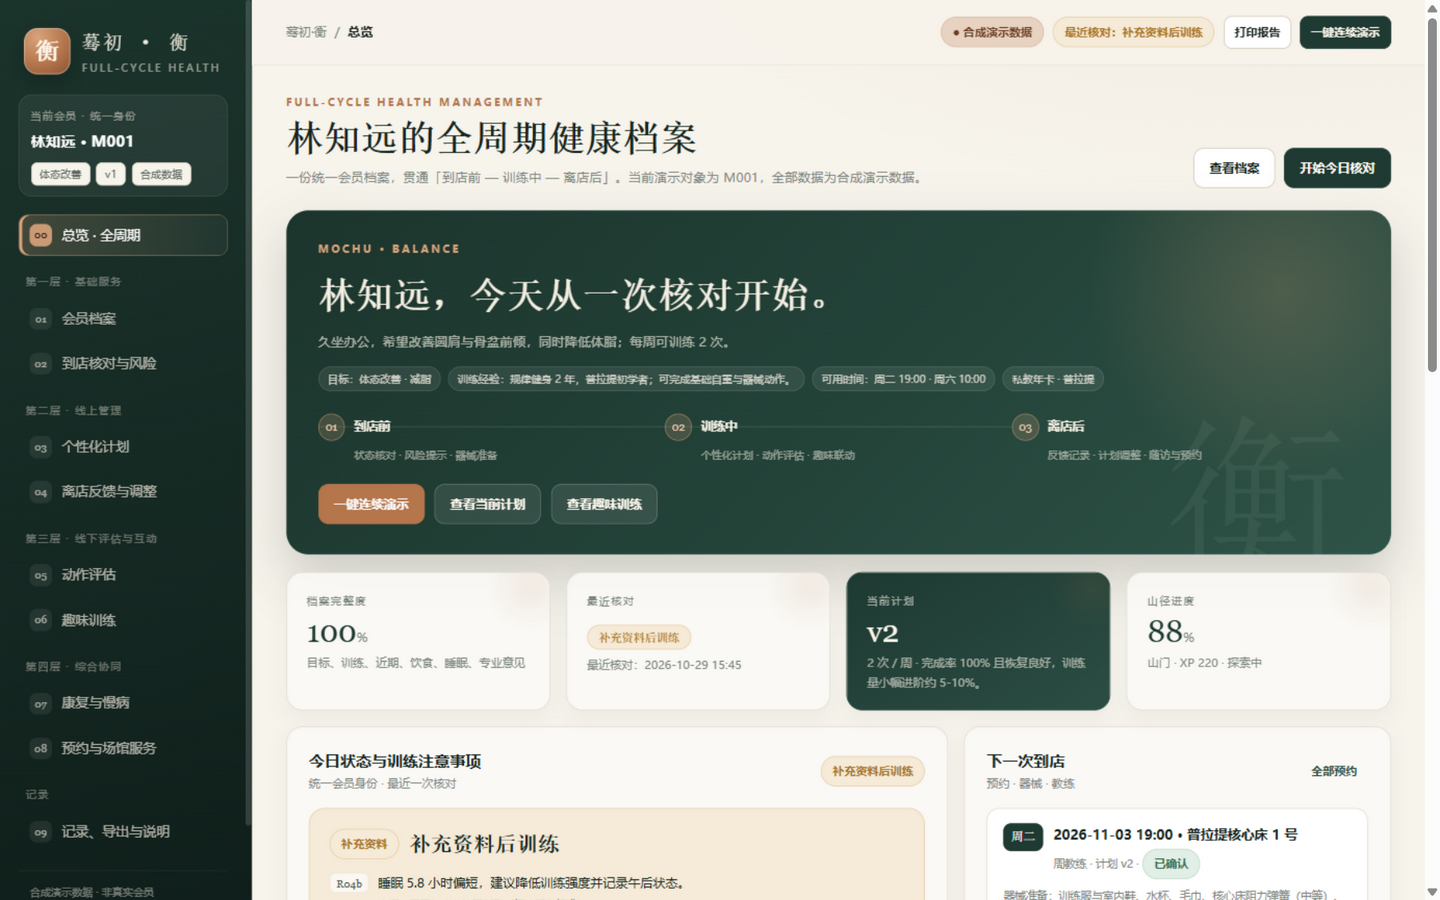 衡
蓦初 • 衡
FULL-CYCLE HEALTH
当前会员 · 统一身份
林知远 • M001
体态改善 v1 合成数据
00 总览 · 全周期
第一层 · 基础服务
01 会员档案
02 到店核对与风险
第二层 · 线上管理
03 个性化计划
04 离店反馈与调整
第三层 · 线下评估与互动
05 动作评估
06 趣味训练
第四层 · 综合协同
07 康复与慢病
08 预约与场馆服务
记录
09 记录、导出与说明
合成演示数据 · 非真实会员
蓦初·衡 / 总览
• 合成演示数据
最近核对：补充资料后训练
打印报告
一键连续演示
FULL-CYCLE HEALTH MANAGEMENT
林知远的全周期健康档案
一份统一会员档案，贯通「到店前 — 训练中 — 离店后」。当前演示对象为 M001，全部数据为合成演示数据。
查看档案
开始今日核对
MOCHU • BALANCE
林知远，今天从一次核对开始。
久坐办公，希望改善圆肩与骨盆前倾，同时降低体脂；每周可训练 2 次。
目标：体态改善 · 减脂
训练经验：规律健身 2 年，普拉提初学者；可完成基础自重与器械动作。
可用时间：周二 19:00 · 周六 10:00
私教年卡 · 普拉提
01 到店前
状态核对 · 风险提示 · 器械准备
02 训练中
个性化计划 · 动作评估 · 趣味联动
03 离店后
反馈记录 · 计划调整 · 随访与预约
一键连续演示
查看当前计划
查看趣味训练
衡
档案完整度
100%
目标、训练、近期、饮食、睡眠、专业意见
最近核对
补充资料后训练
最近核对：2026-10-29 15:45
当前计划
v2
2 次 / 周 · 完成率 100% 且恢复良好，训练
量小幅进阶约 5-10%。
山径进度
88%
山门 · XP 220 · 探索中
今日状态与训练注意事项
统一会员身份 · 最近一次核对
补充资料后训练
补充资料
补充资料后训练
R04b 睡眠 5.8 小时偏短，建议降低训练强度并记录午后状态。
下一次到店
预约 · 器械 · 教练
全部预约
周二
2026-11-03 19:00 • 普拉提核心床 1 号
周教练 · 计划 v2 · 已确认
器械准备：训练服与室内鞋、水杯、毛巾、核心床阻力弹簧（中等）、